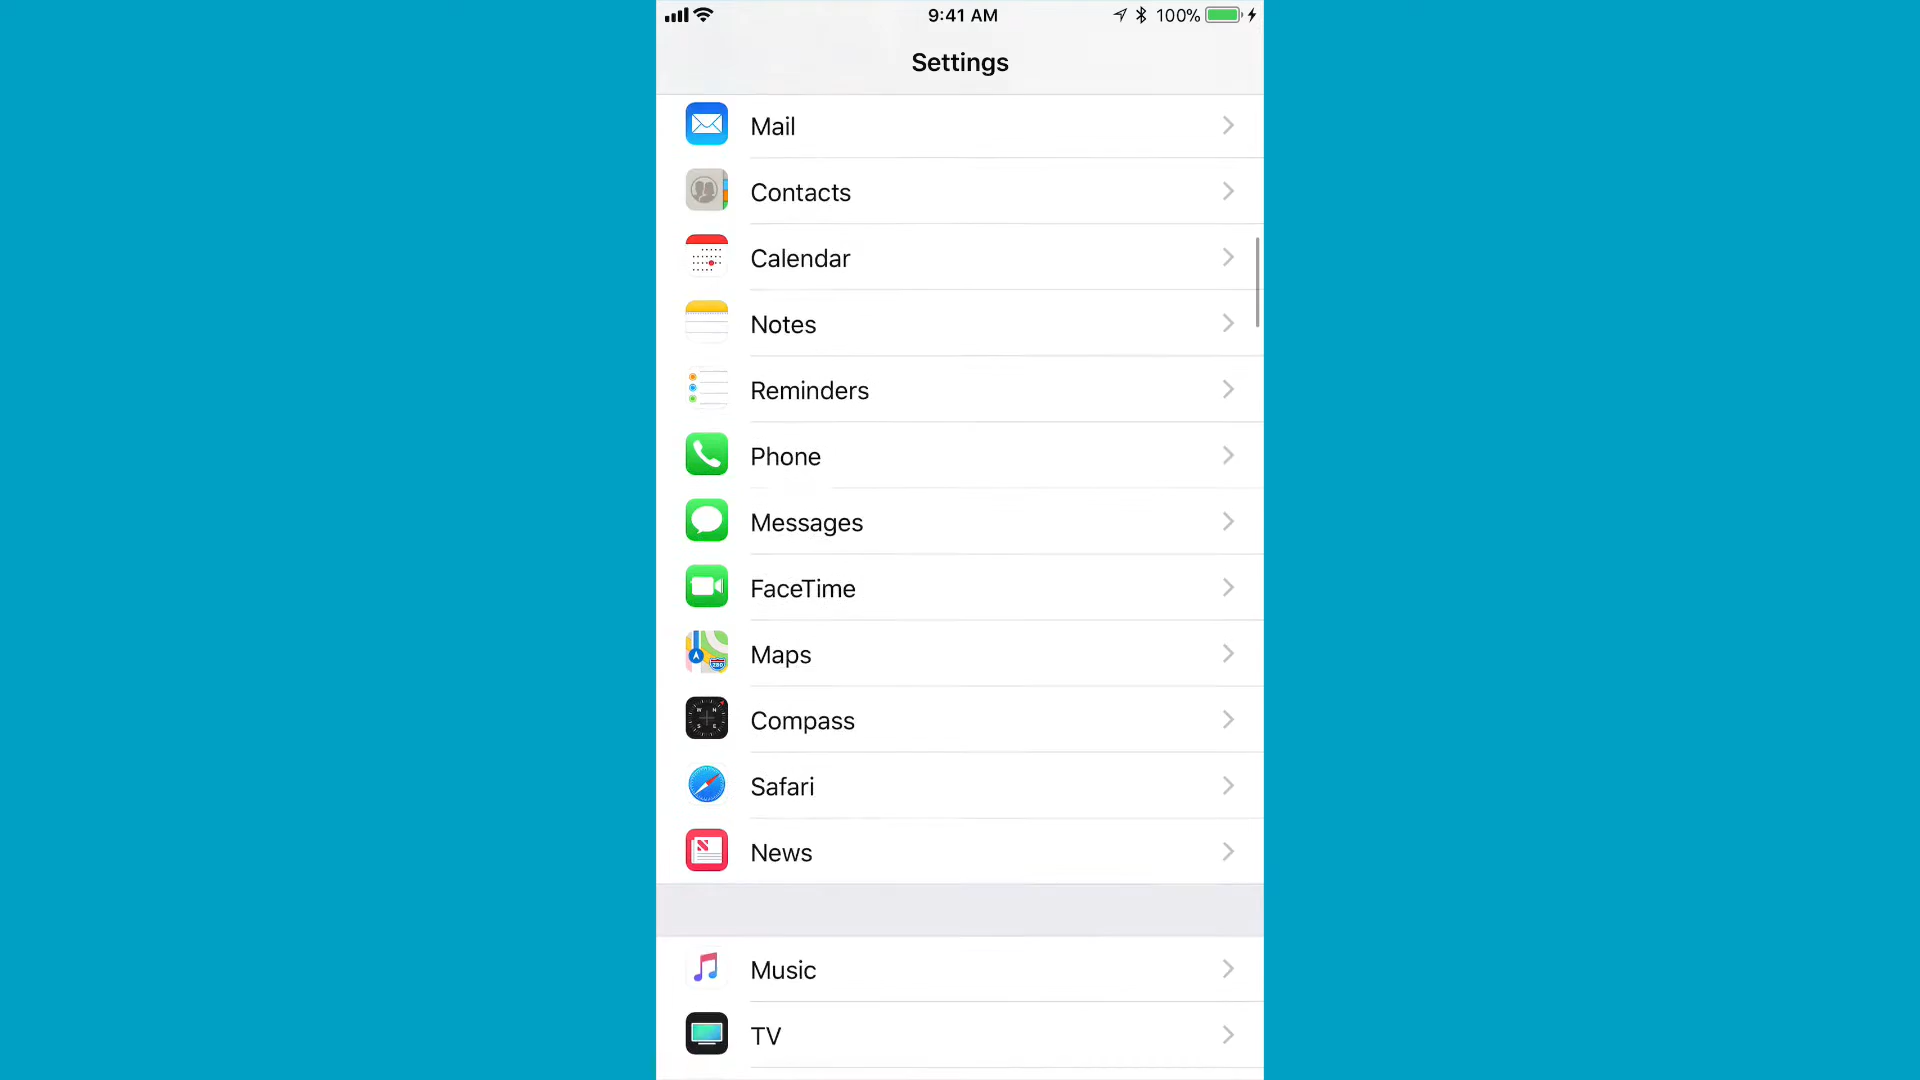 9:41 AM
100%
Settings
Mail
Contacts
Calendar
Notes
Reminders
Phone
Messages
FaceTime
280
Maps
W N
S E
Compass
Safari
News
Music
TV